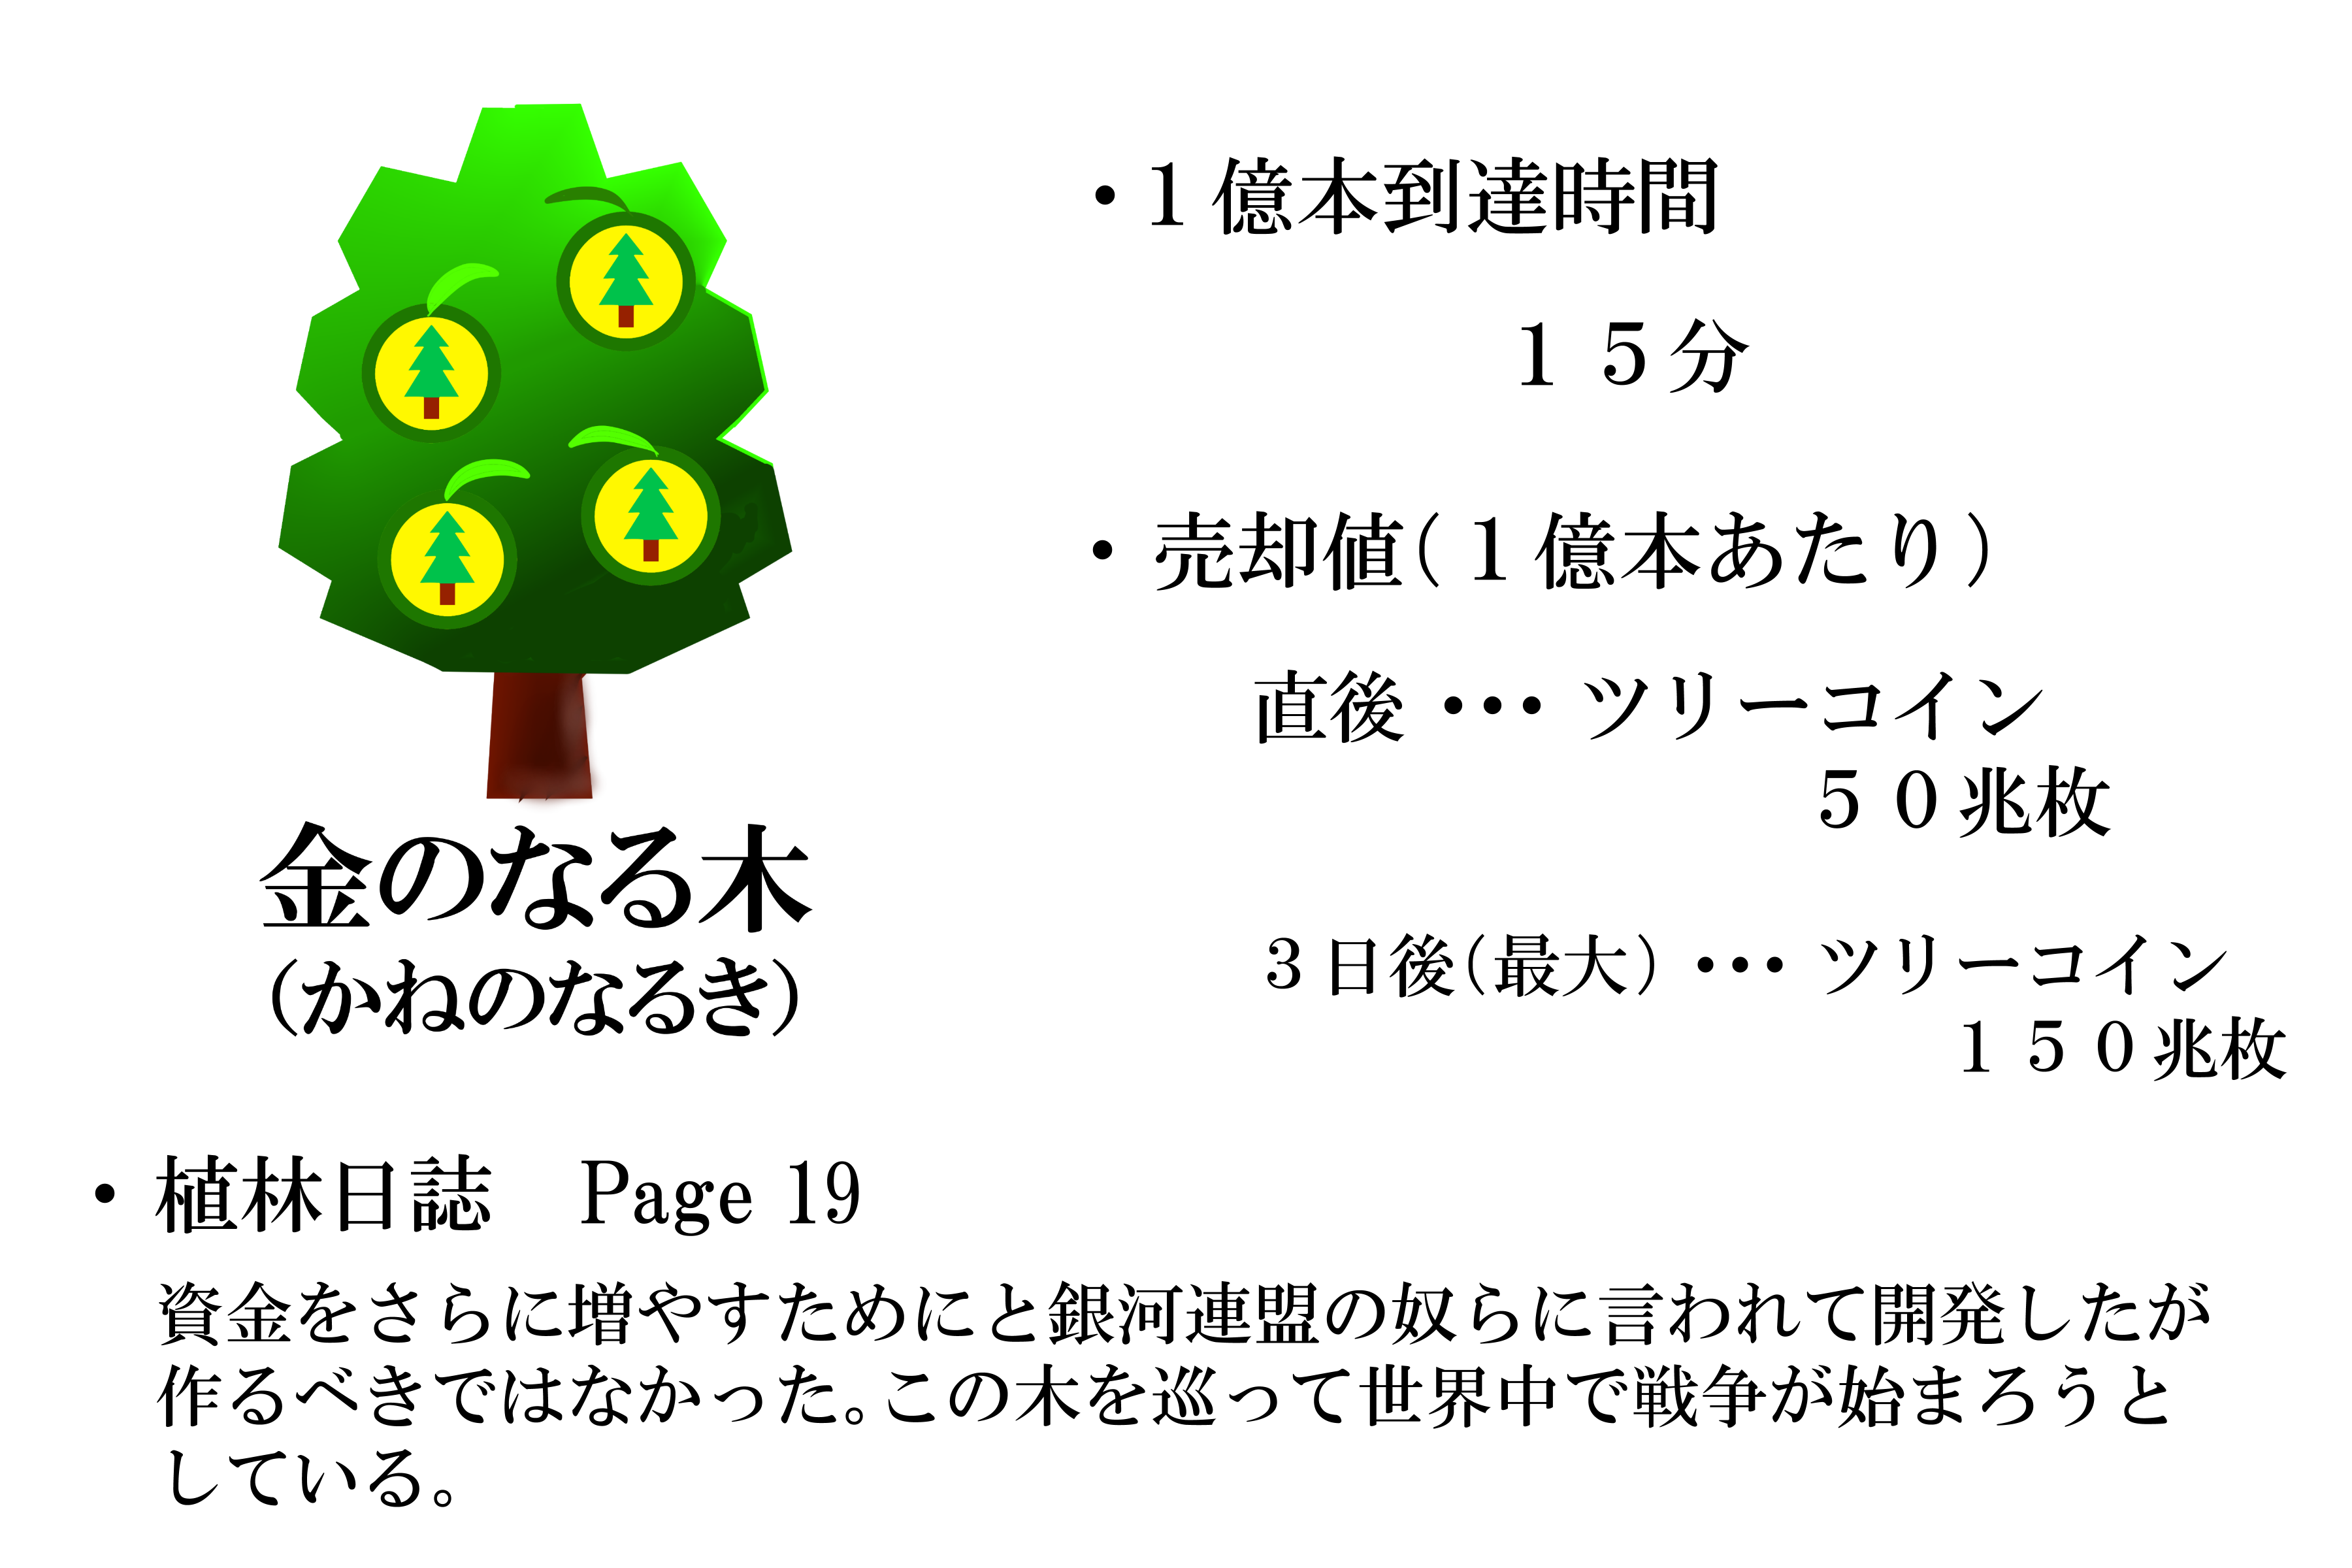 ・1億本到達時間
１５分
・売却値(１億本あたり)
直後・・・ツリーコイン
５０兆枚
３日後(最大)・・・ツリーコイン
１５０兆枚
金のなる木
(かねのなるき)
・植林日誌　Page 19
資金をさらに増やすためにと銀河連盟の奴らに言われて開発したが
作るべきではなかった。この木を巡って世界中で戦争が始まろうと
している。